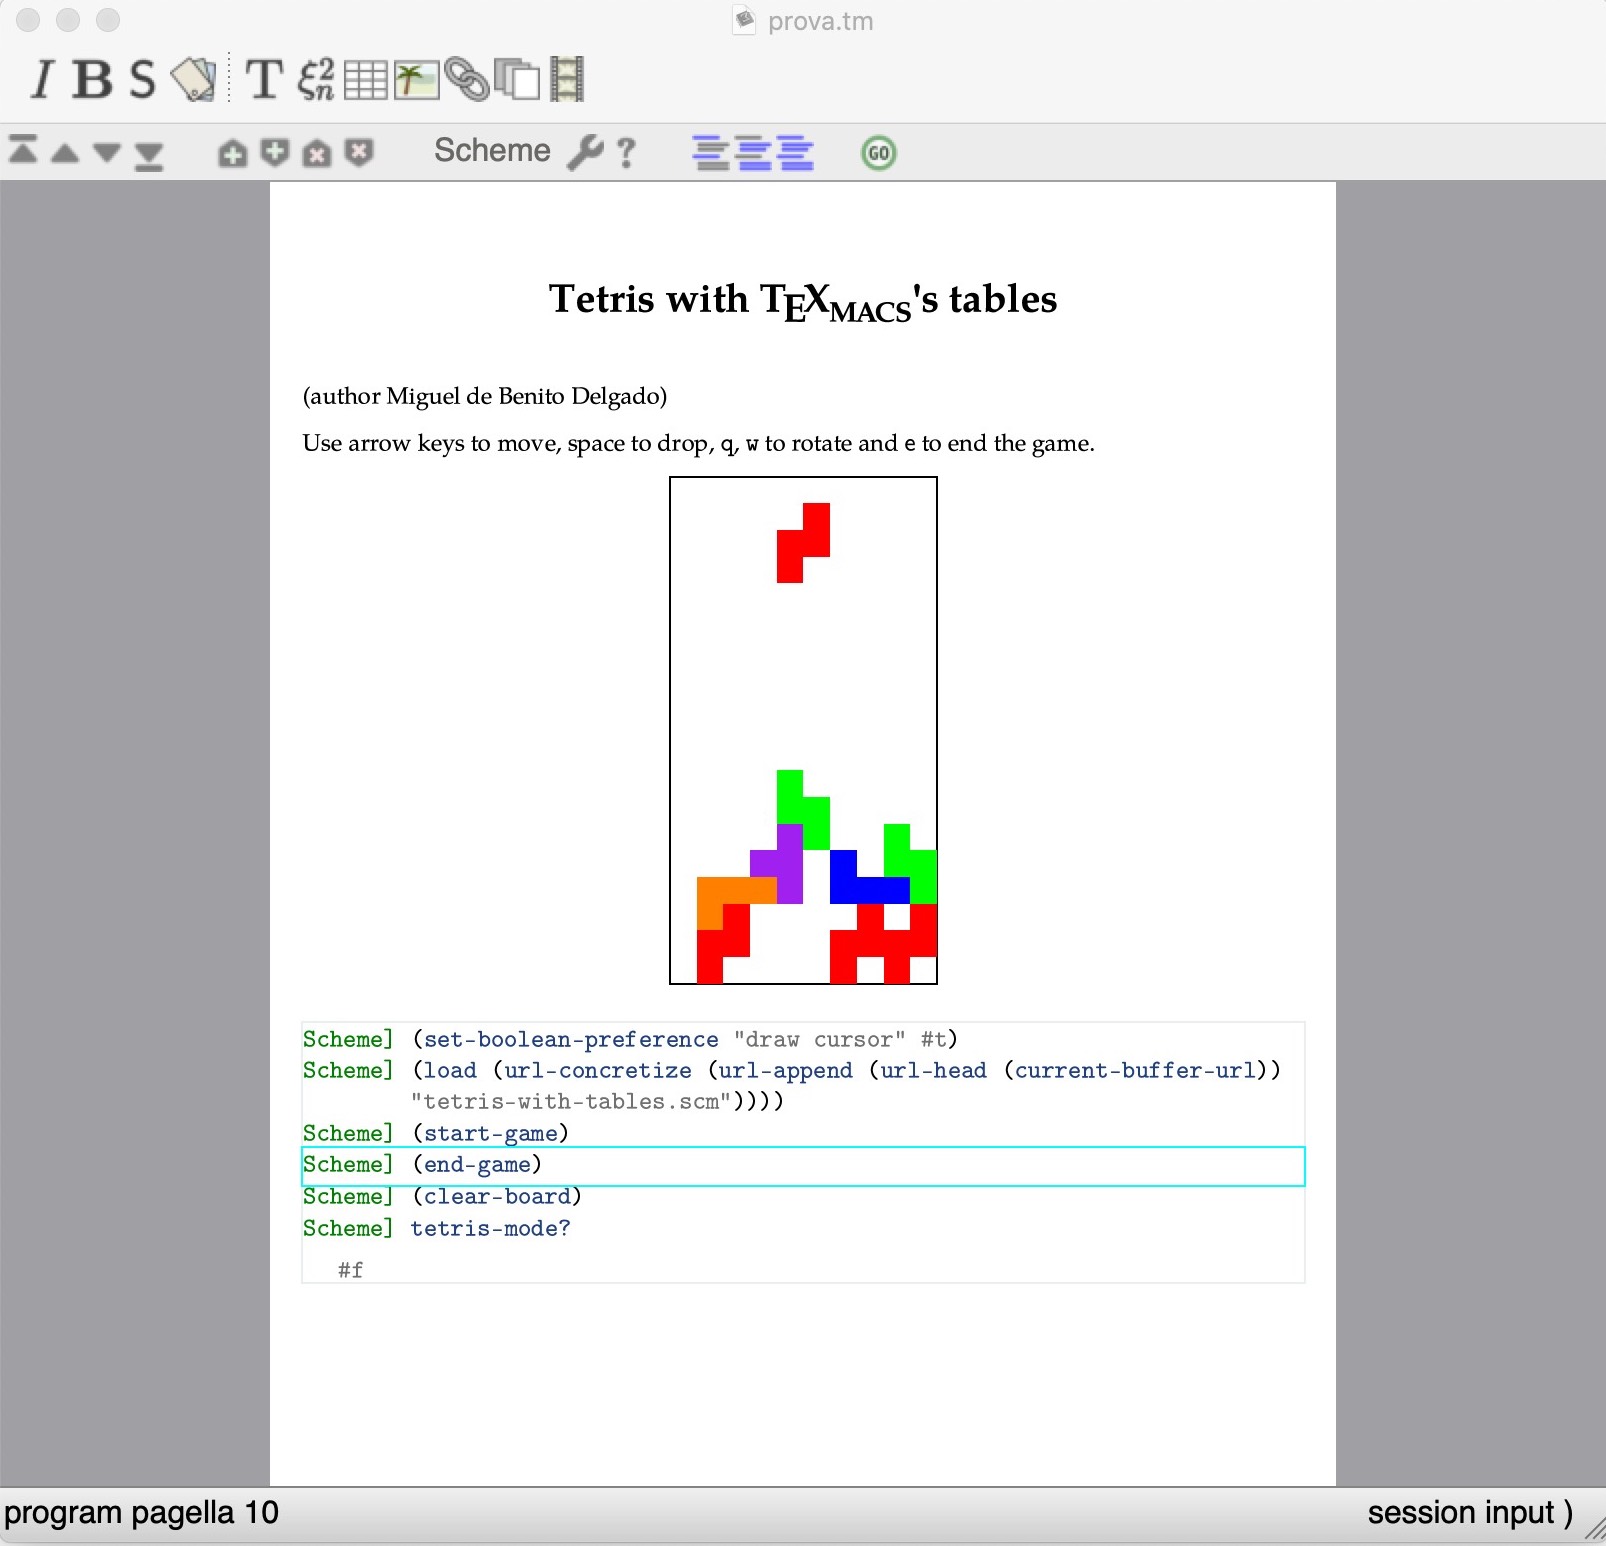 prova.tm
I B S T ξ2n
Scheme ? GO
Tetris with TEXMACS's tables
(author Miguel de Benito Delgado)
Use arrow keys to move, space to drop, q, w to rotate and e to end the game.
Scheme] (set-boolean-preference "draw cursor" #t)
Scheme] (load (url-concretize (url-append (url-head (current-buffer-url))
"tetris-with-tables.scm"))))
Scheme] (start-game)
Scheme] (end-game)
Scheme] (clear-board)
Scheme] tetris-mode?
#f
program pagella 10 session input )